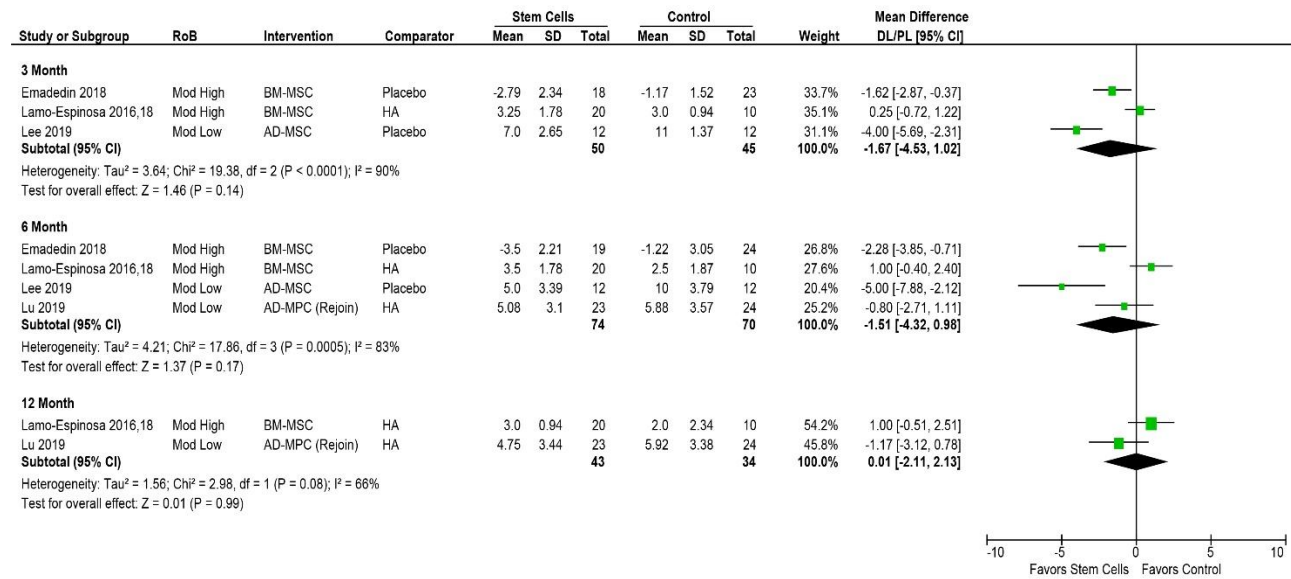 Stem Cells Control Mean Difference
Study or Subgroup RoB Intervention Comparator Mean SD Total Mean SD Total Weight DL/PL [95% CI]
3 Month
Emadedin 2018 Mod High BM-MSC Placebo -2.79 2.34 18 -1.17 1.52 23 33.7% -1.62 [-2.87, -0.37]
Lamo-Espinosa 2016,18 Mod High BM-MSC HA 3.25 1.78 20 3.0 0.94 10 35.1% 0.25 [-0.72, 1.22]
Lee 2019 Mod Low AD-MSC Placebo 7.0 2.65 12 11 1.37 12 31.1% -4.00 [-5.69, -2.31]
Subtotal (95% CI) 50 45 100.0% -1.67 [-4.53, 1.02]
Heterogeneity: Tau² = 3.64; Chi² = 19.38, df = 2 (P < 0.0001); I² = 90%
Test for overall effect: Z = 1.46 (P = 0.14)
6 Month
Emadedin 2018 Mod High BM-MSC Placebo -3.5 2.21 19 -1.22 3.05 24 26.8% -2.28 [-3.85, -0.71]
Lamo-Espinosa 2016,18 Mod High BM-MSC HA 3.5 1.78 20 2.5 1.87 10 27.6% 1.00 [-0.40, 2.40]
Lee 2019 Mod Low AD-MSC Placebo 5.0 3.39 12 10 3.79 12 20.4% -5.00 [-7.88, -2.12]
Lu 2019 Mod Low AD-MPC (Rejoin) HA 5.08 3.1 23 5.88 3.57 24 25.2% -0.80 [-2.71, 1.11]
Subtotal (95% CI) 74 70 100.0% -1.51 [-4.32, 0.98]
Heterogeneity: Tau² = 4.21; Chi² = 17.86, df = 3 (P = 0.0005); I² = 83%
Test for overall effect: Z = 1.37 (P = 0.17)
12 Month
Lamo-Espinosa 2016,18 Mod High BM-MSC HA 3.0 0.94 20 2.0 2.34 10 54.2% 1.00 [-0.51, 2.51]
Lu 2019 Mod Low AD-MPC (Rejoin) HA 4.75 3.44 23 5.92 3.38 24 45.8% -1.17 [-3.12, 0.78]
Subtotal (95% CI) 43 34 100.0% 0.01 [-2.11, 2.13]
Heterogeneity: Tau² = 1.56; Chi² = 2.98, df = 1 (P = 0.08); I² = 66%
Test for overall effect: Z = 0.01 (P = 0.99)
-10 -5 0 5 10
Favors Stem Cells Favors Control